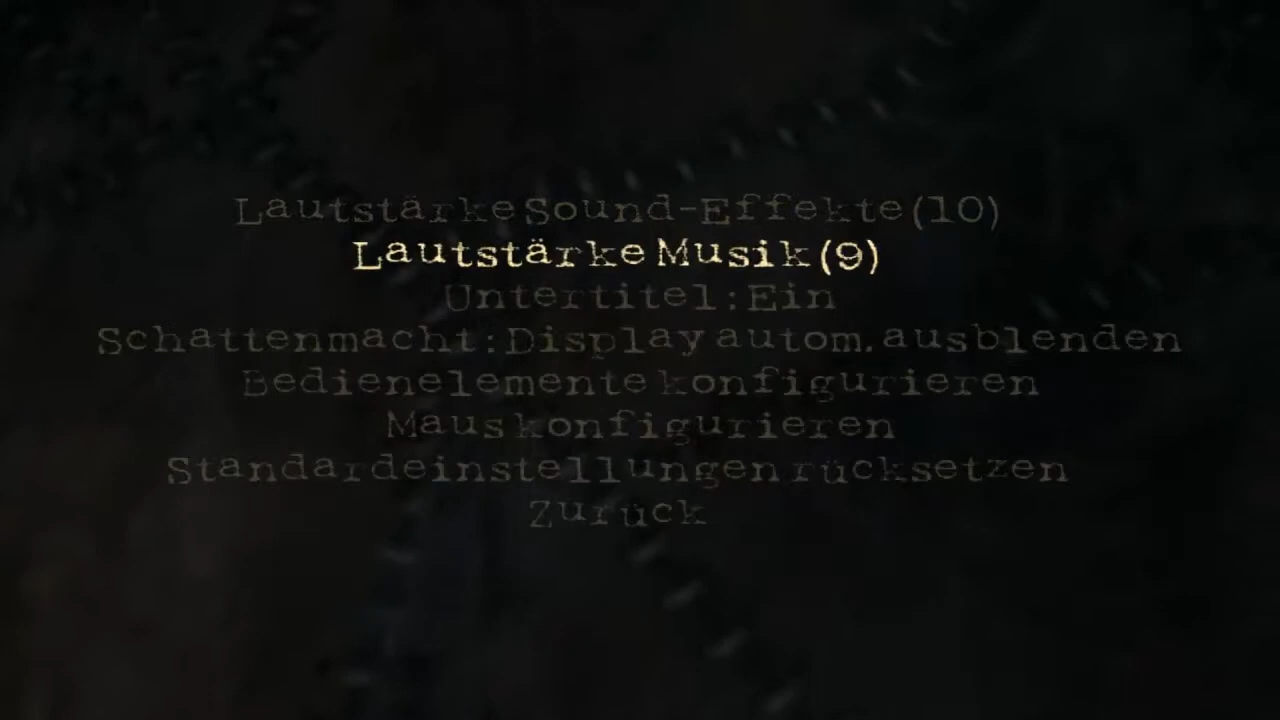 Lautstärke Sound-Effekte (10)
Lautstärke Musik (9)
Untertitel: Ein
Schattenmacht: Display autom. ausblenden
Bedienelemente konfigurieren
Maus konfigurieren
Standardeinstellungen rücksetzen
Zurück